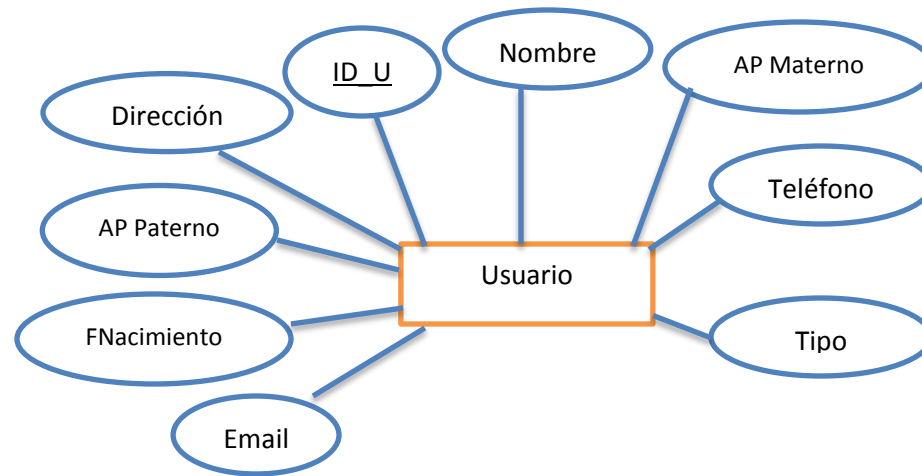 Nombre
AP Materno
ID_U
Dirección
Teléfono
AP Paterno
Usuario
FNacimiento
Tipo
Email